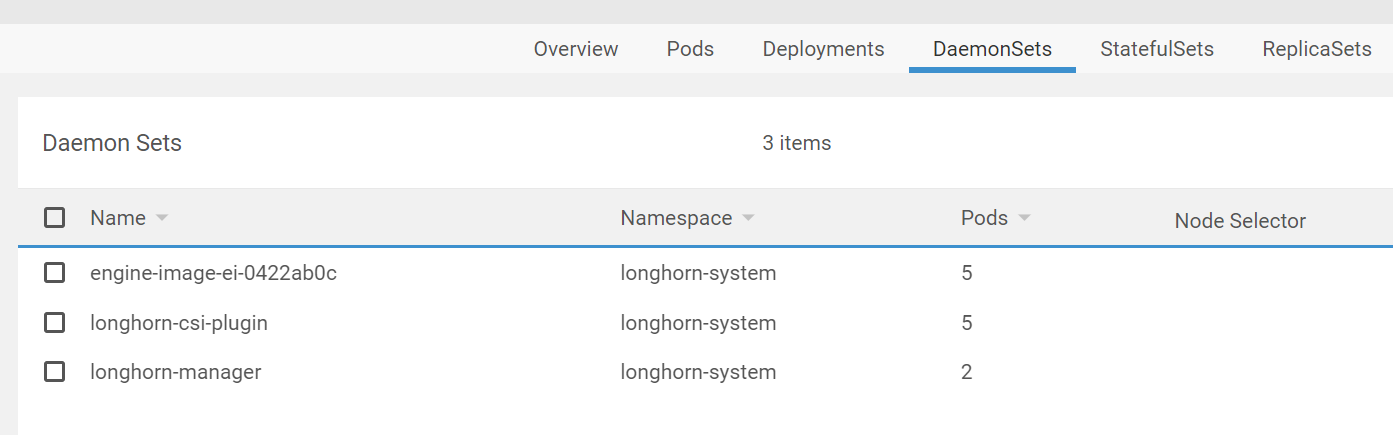 Overview Pods Deployments DaemonSets StatefulSets ReplicaSets
Daemon Sets 3 items
Name Namespace Pods Node Selector
engine-image-ei-0422ab0c longhorn-system 5
longhorn-csi-plugin longhorn-system 5
longhorn-manager longhorn-system 2